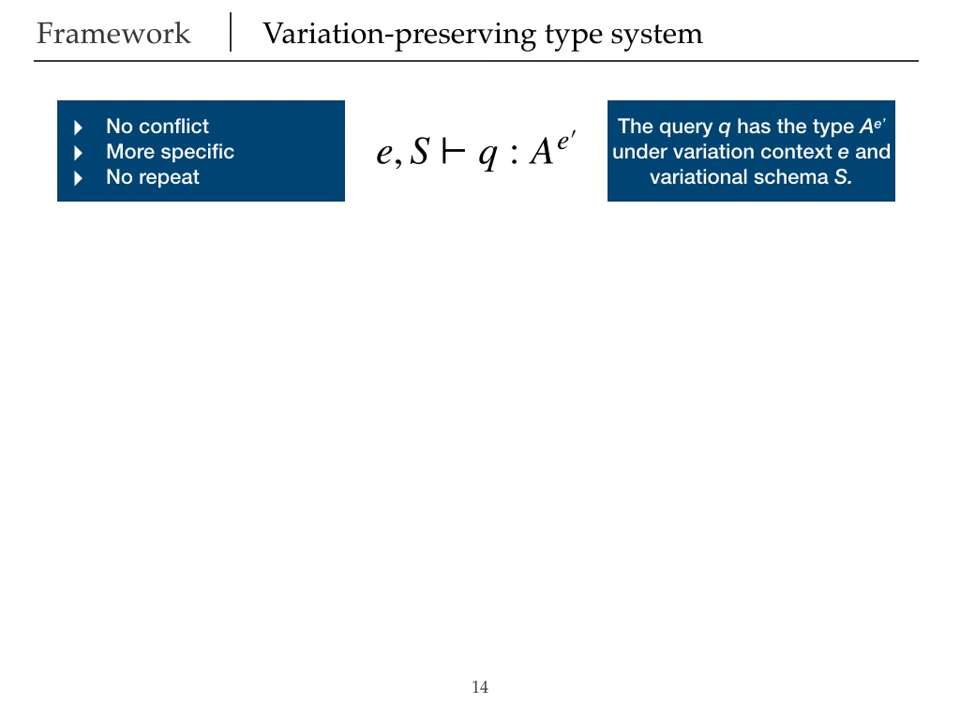 Framework | Variation-preserving type system
▸ No conflict
▸ More specific
▸ No repeat
e, S ⊢ q : A^{e′}
The query q has the type A^{e'}
under variation context e and
variational schema S.
14